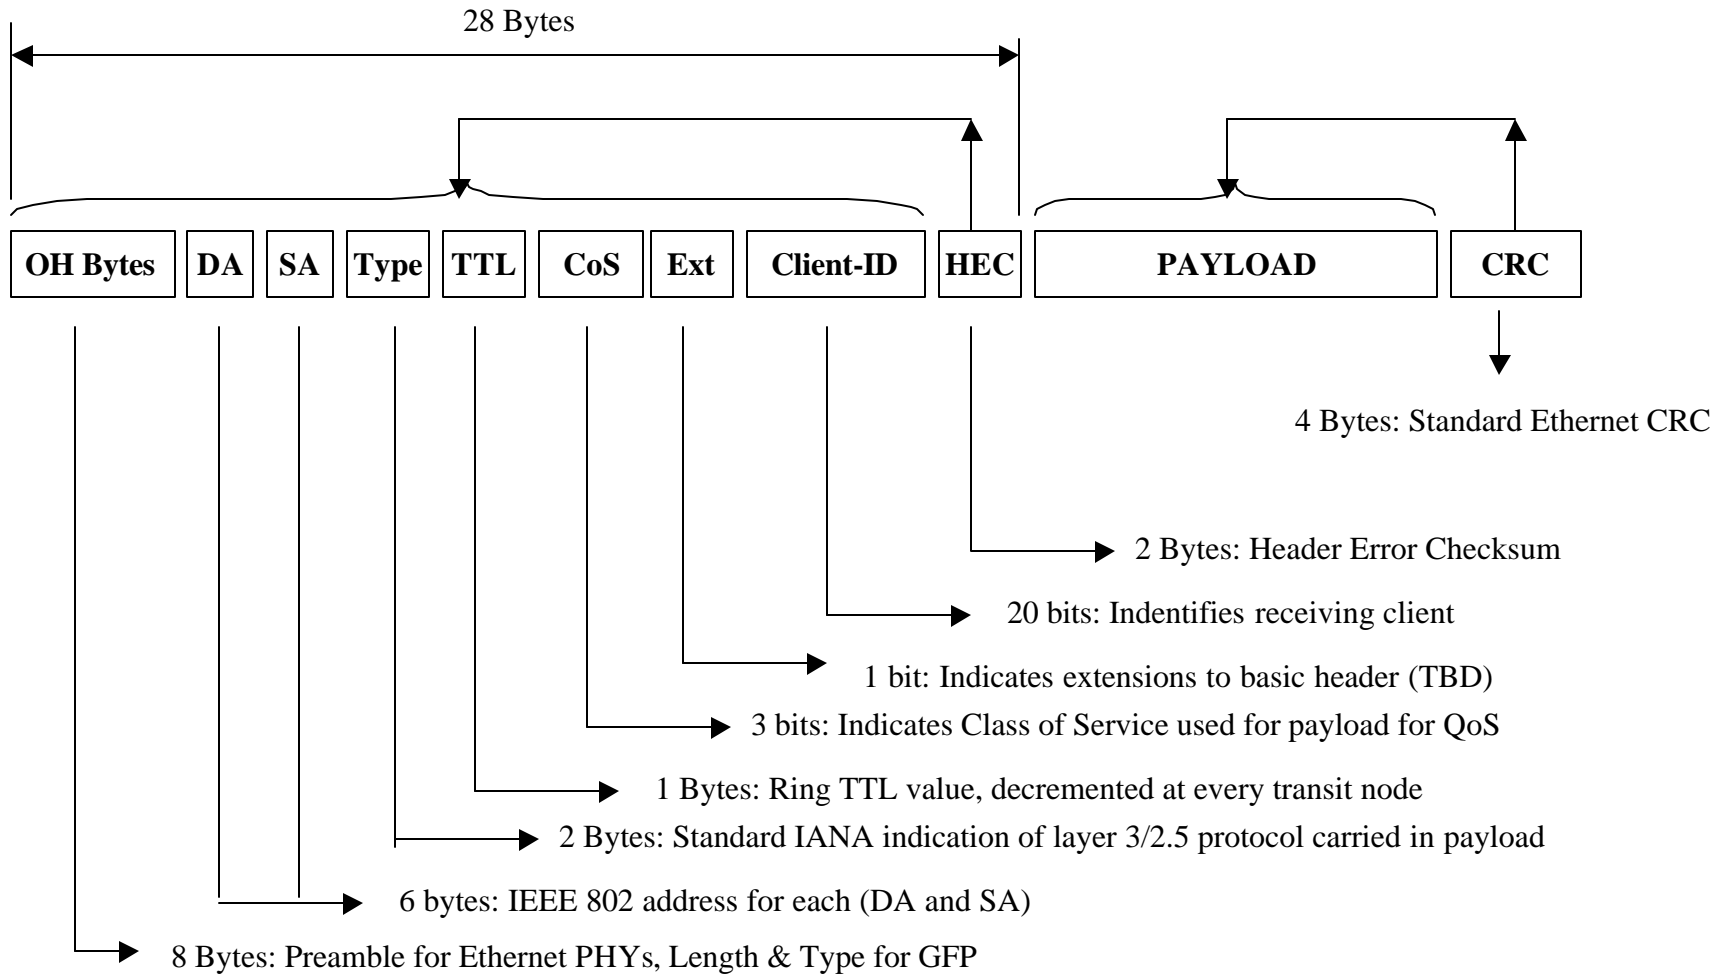 28 Bytes
OH Bytes DA SA Type TTL CoS Ext Client-ID HEC PAYLOAD CRC
4 Bytes: Standard Ethernet CRC
2 Bytes: Header Error Checksum
20 bits: Indentifies receiving client
1 bit: Indicates extensions to basic header (TBD)
3 bits: Indicates Class of Service used for payload for QoS
1 Bytes: Ring TTL value, decremented at every transit node
2 Bytes: Standard IANA indication of layer 3/2.5 protocol carried in payload
6 bytes: IEEE 802 address for each (DA and SA)
8 Bytes: Preamble for Ethernet PHYs, Length & Type for GFP